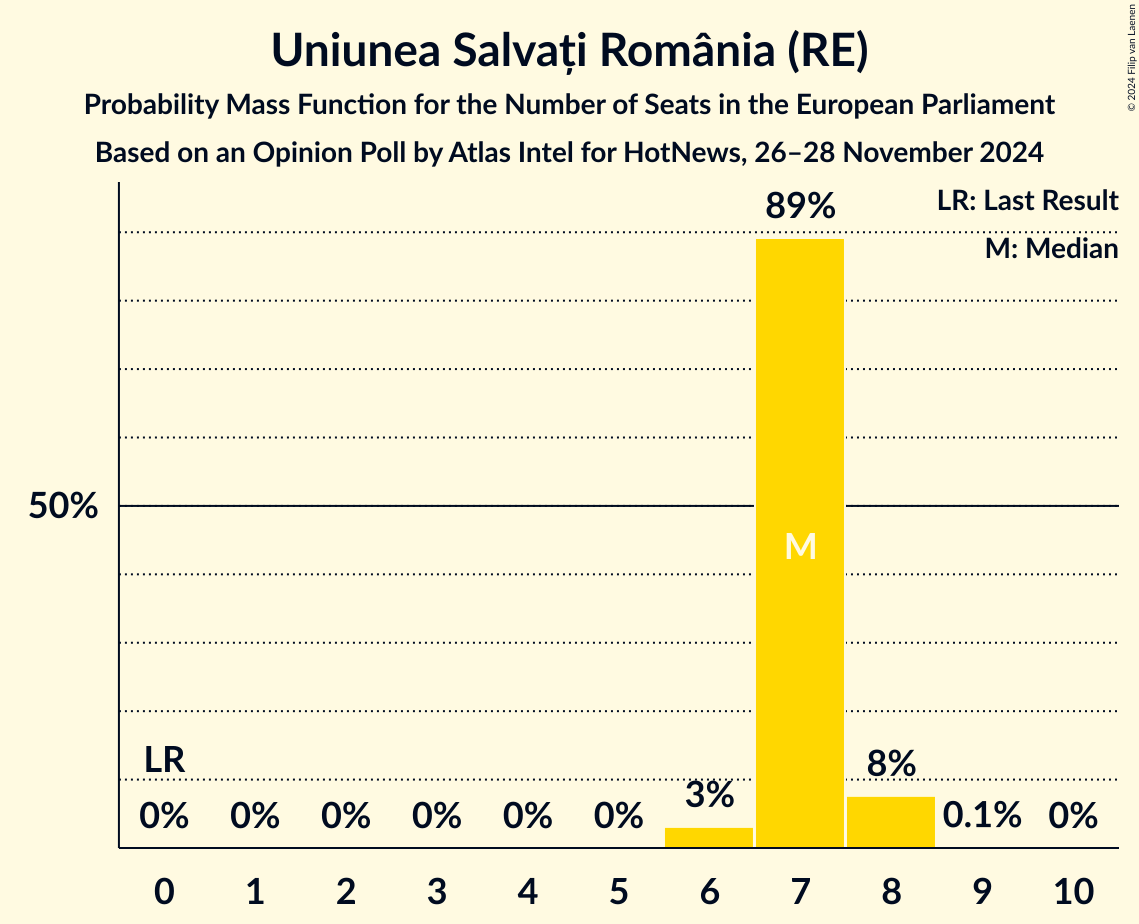 Uniunea Salvați România (RE)
Probability Mass Function for the Number of Seats in the European Parliament
Based on an Opinion Poll by Atlas Intel for HotNews, 26–28 November 2024
© 2024 Filip van Laenen
LR: Last Result
M: Median
89%
50%
M
LR
0% 0% 0% 0% 0% 0% 3% 8% 0.1% 0%
0 1 2 3 4 5 6 7 8 9 10